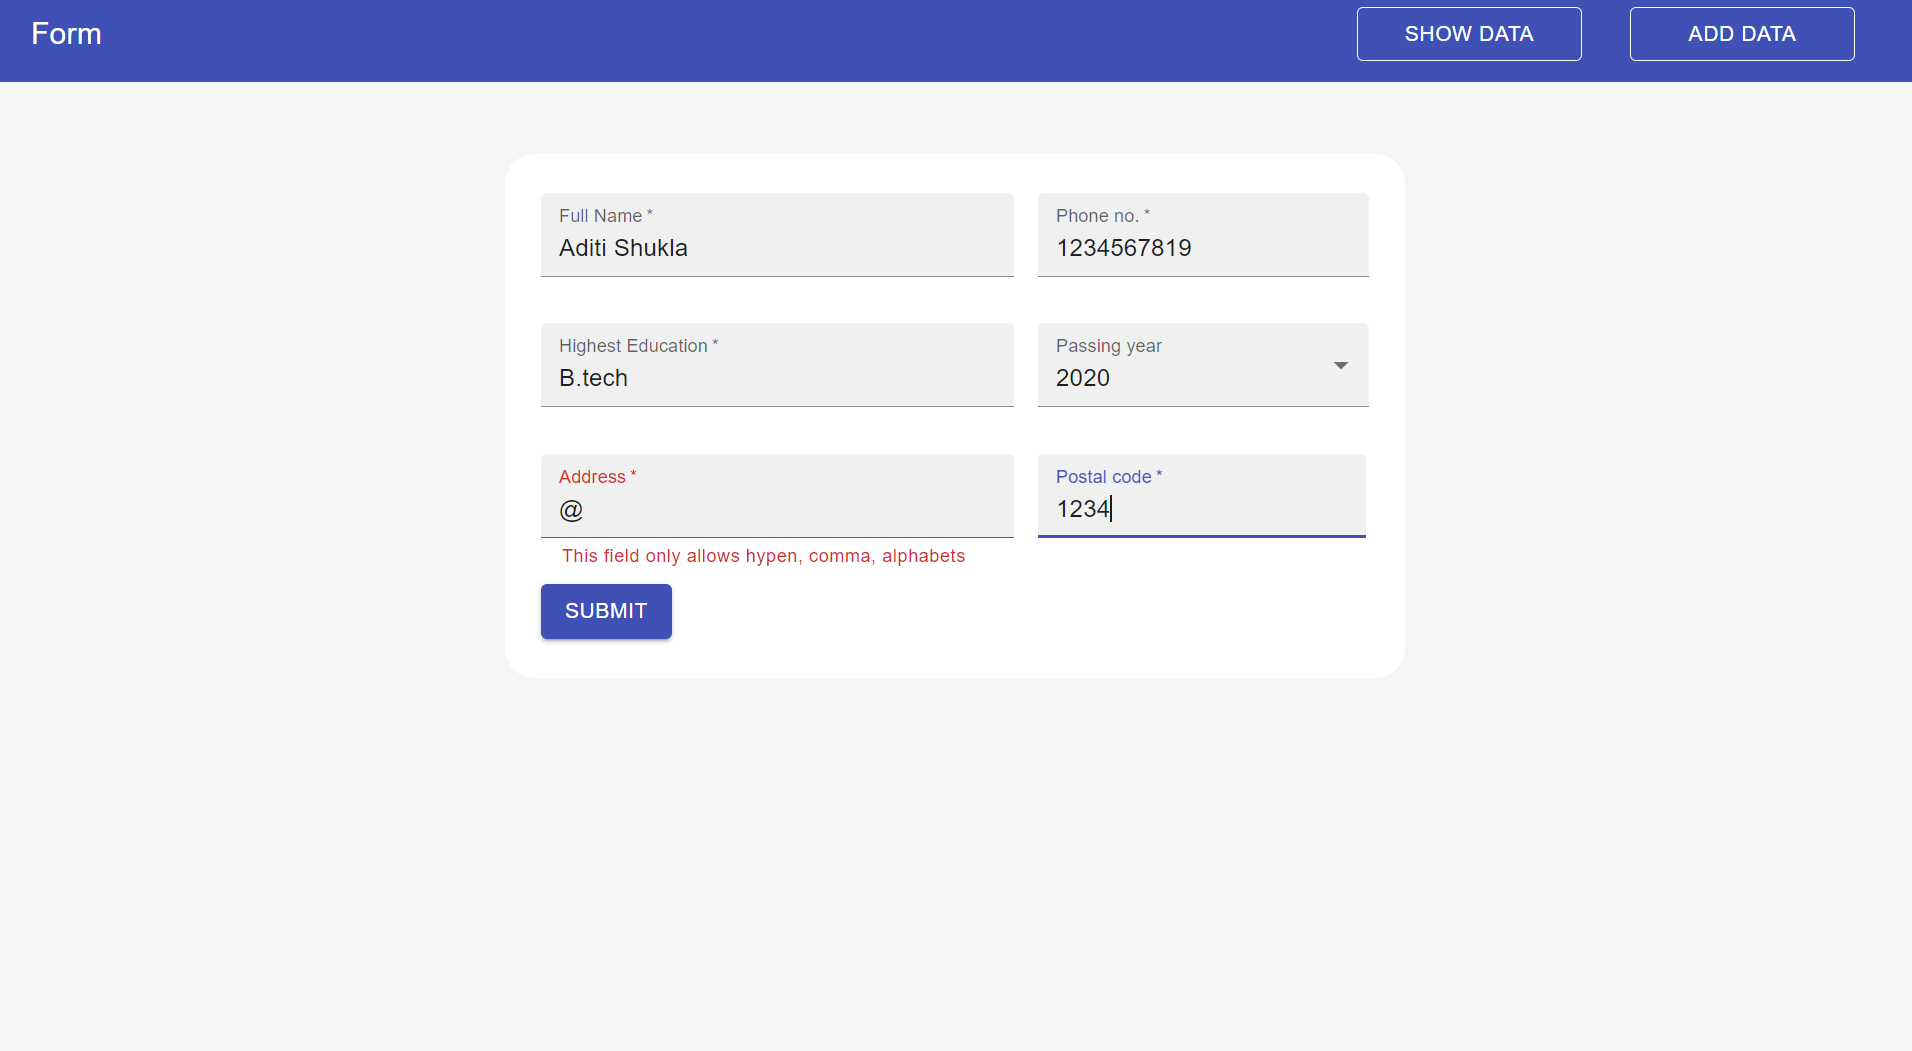 Form
SHOW DATA
ADD DATA
Full Name *
Aditi Shukla
Phone no. *
1234567819
Highest Education *
B.tech
Passing year
2020
Address *
@
This field only allows hypen, comma, alphabets
Postal code *
1234
SUBMIT